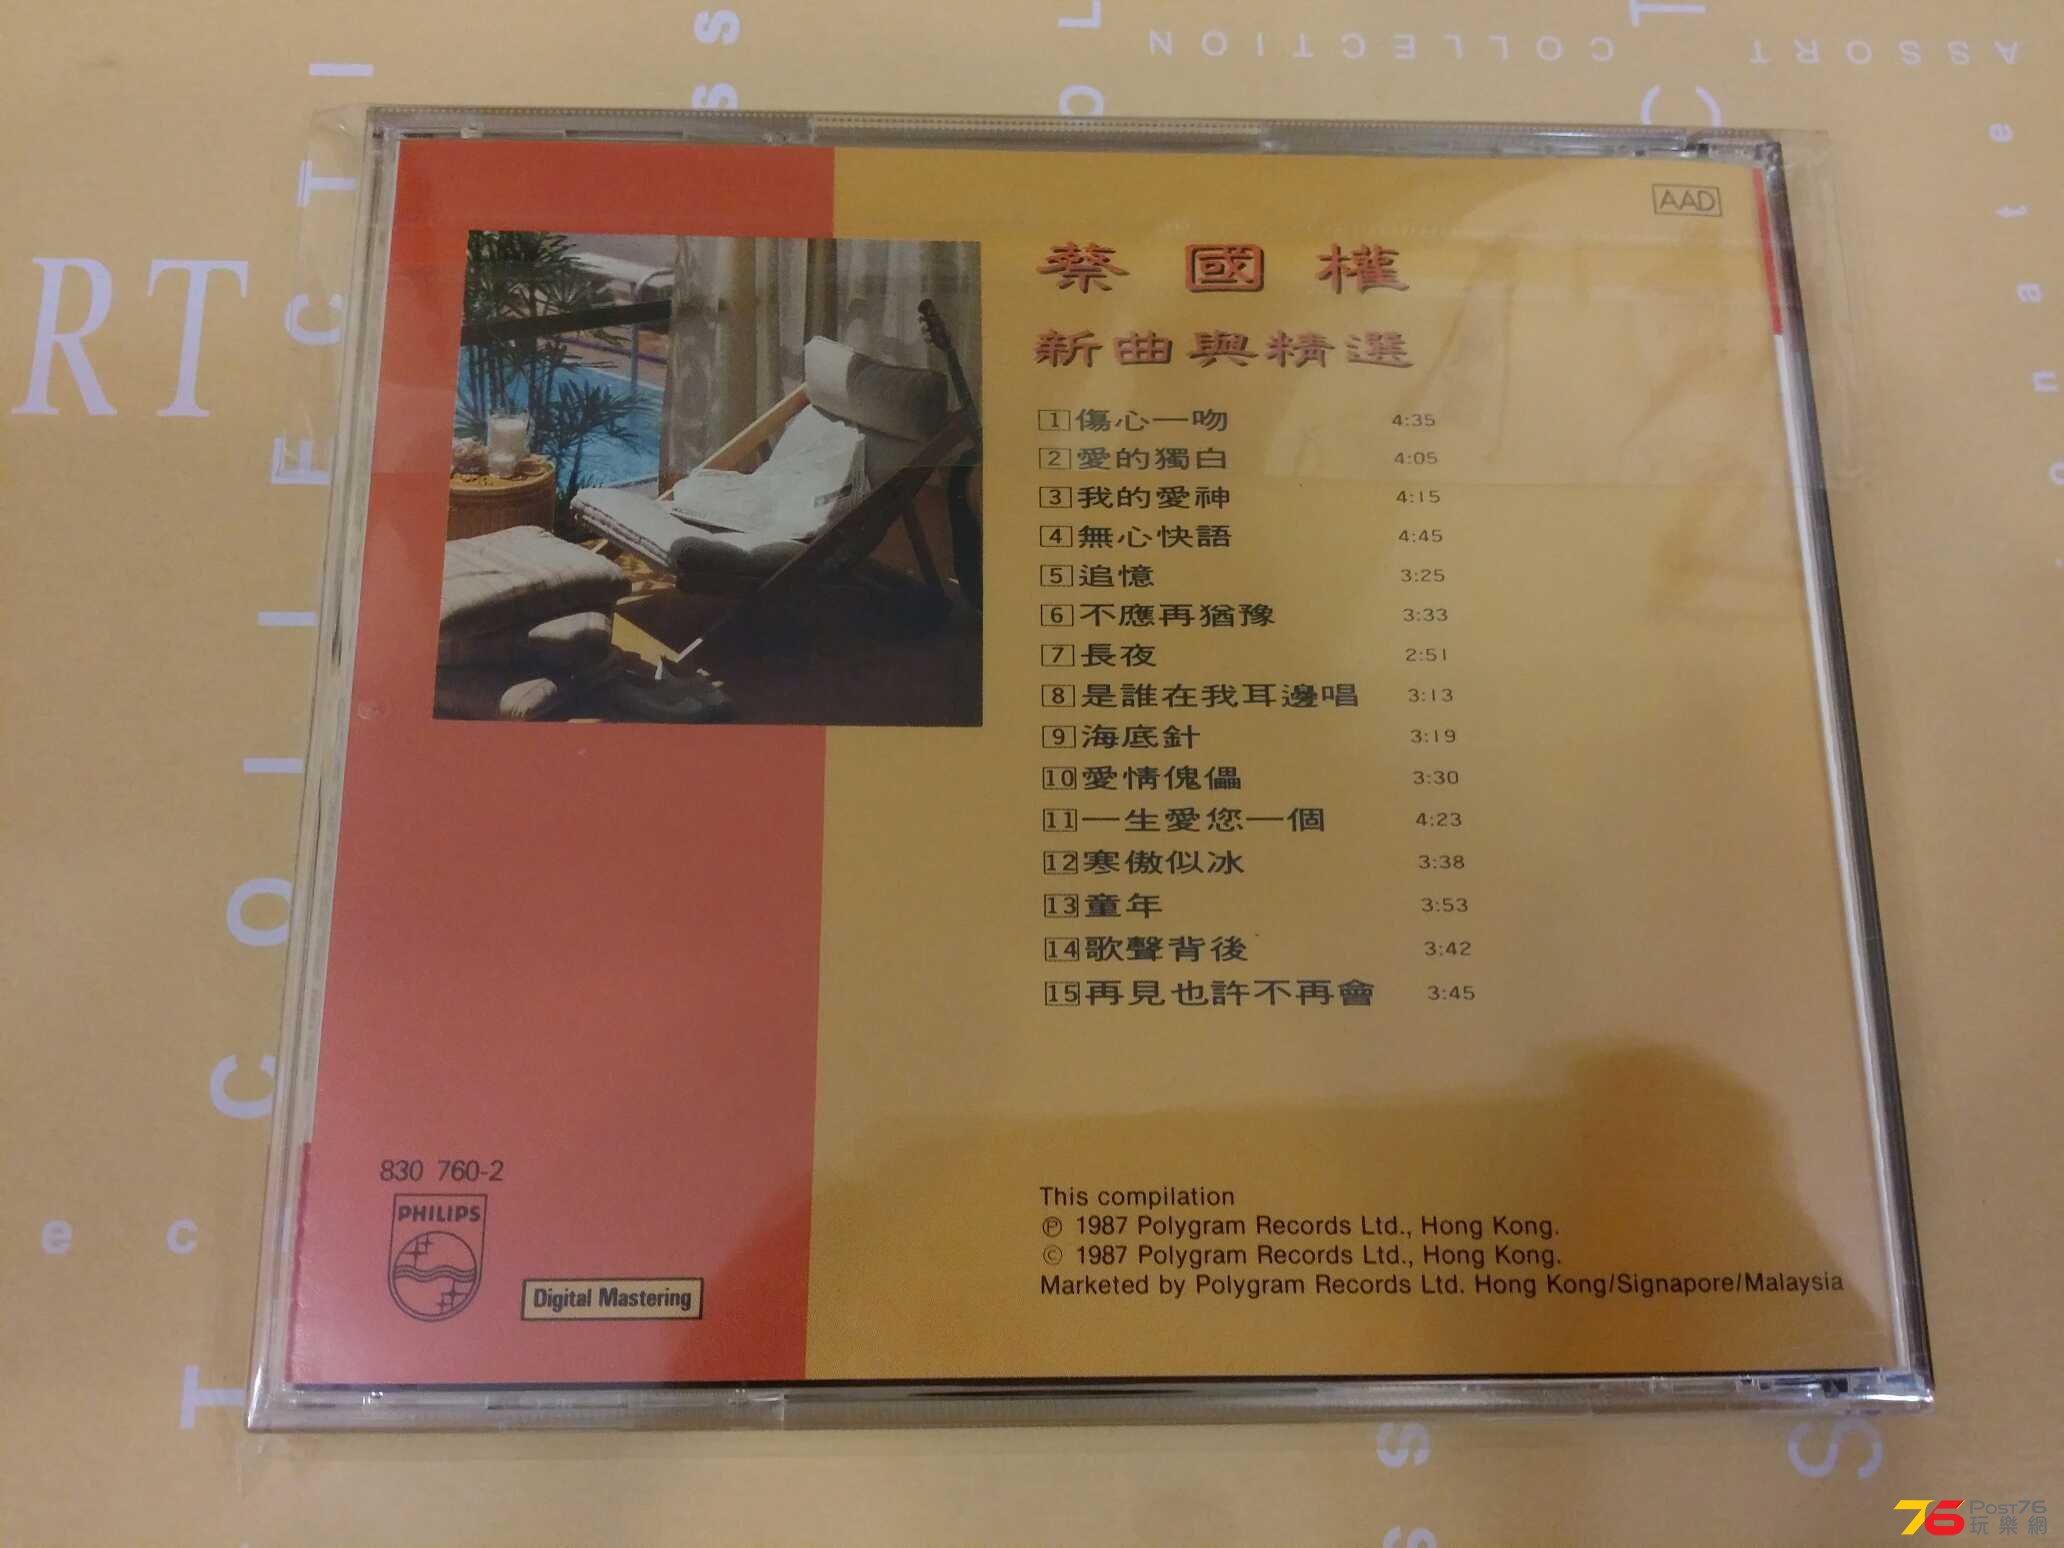 ASSORT COLLECTION
RT
COLLECTI
AAD
蔡國權
新曲與精選
1 傷心一吻 4:35
2 愛的獨白 4:05
3 我的愛神 4:15
4 無心快語 4:45
5 追憶 3:25
6 不應再猶豫 3:33
7 長夜 2:51
8 是誰在我耳邊唱 3:13
9 海底針 3:19
10 愛情傀儡 3:30
11 一生愛您一個 4:23
12 寒傲似冰 3:38
13 童年 3:53
14 歌聲背後 3:42
15 再見也許不再會 3:45
830 760-2
PHILIPS
Digital Mastering
This compilation
Ⓟ 1987 Polygram Records Ltd., Hong Kong.
© 1987 Polygram Records Ltd., Hong Kong.
Marketed by Polygram Records Ltd. Hong Kong/Signapore/Malaysia
76 POST76
玩樂網